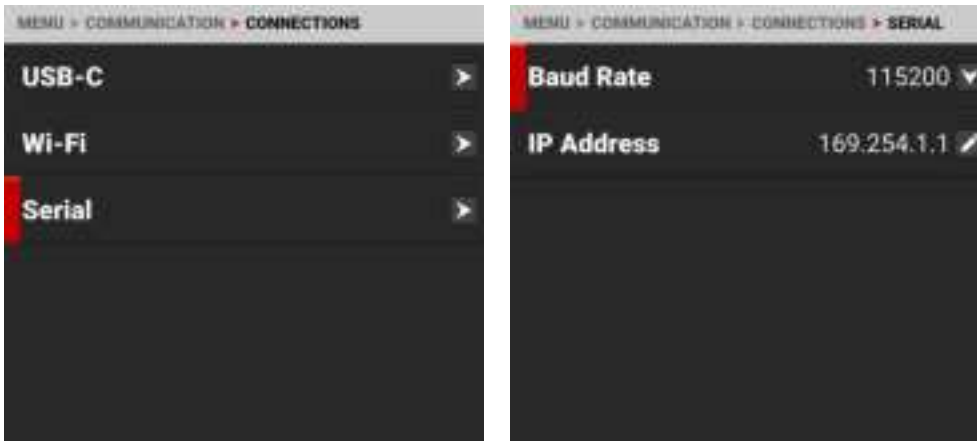 MENU > COMMUNICATION > CONNECTIONS
USB-C
Wi-Fi
Serial
MENU > COMMUNICATION > CONNECTIONS > SERIAL
Baud Rate 115200
IP Address 169.254.1.1